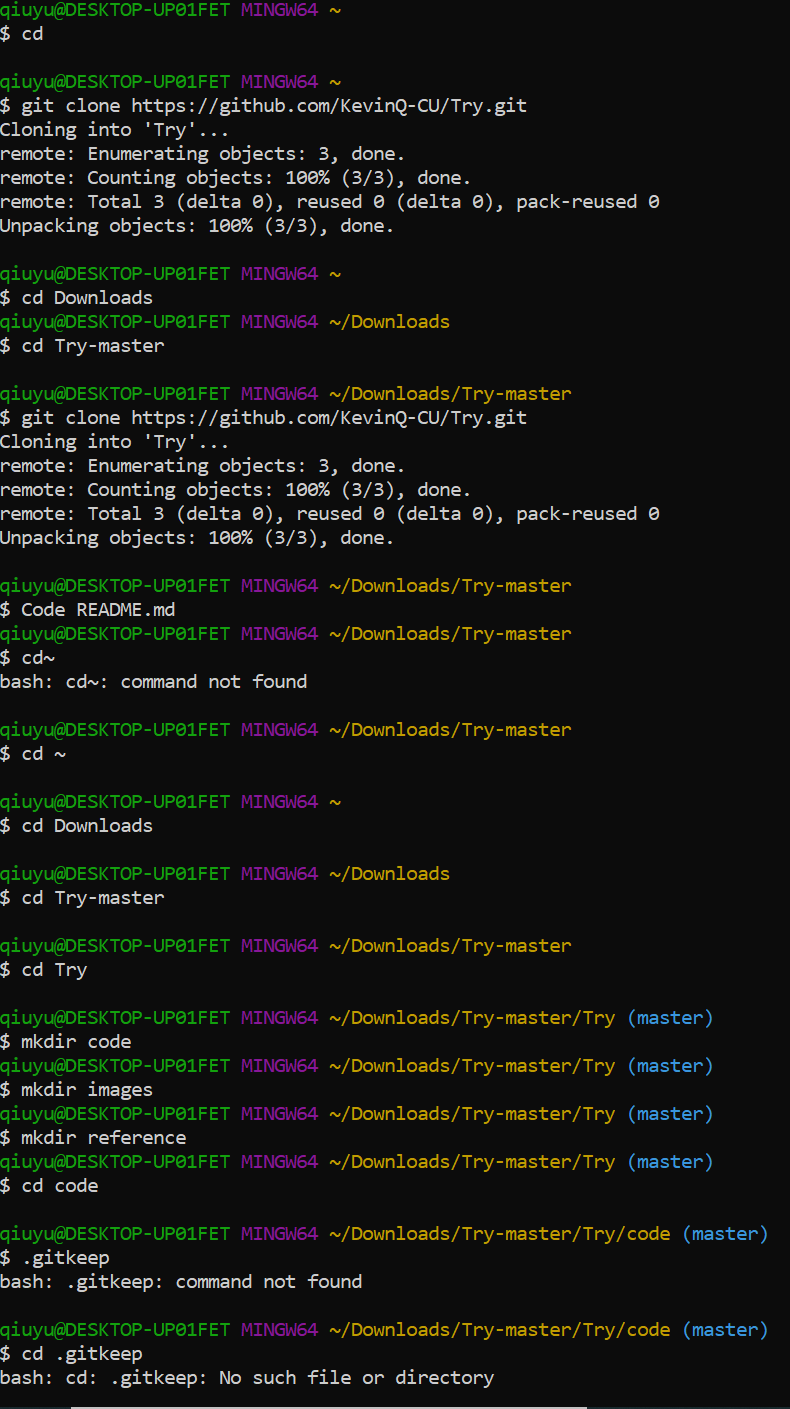 qiuyu@DESKTOP-UP01FET MINGW64 ~
$ cd
qiuyu@DESKTOP-UP01FET MINGW64 ~
$ git clone https://github.com/KevinQ-CU/Try.git
Cloning into 'Try'...
remote: Enumerating objects: 3, done.
remote: Counting objects: 100% (3/3), done.
remote: Total 3 (delta 0), reused 0 (delta 0), pack-reused 0
Unpacking objects: 100% (3/3), done.
qiuyu@DESKTOP-UP01FET MINGW64 ~
$ cd Downloads
qiuyu@DESKTOP-UP01FET MINGW64 ~/Downloads
$ cd Try-master
qiuyu@DESKTOP-UP01FET MINGW64 ~/Downloads/Try-master
$ git clone https://github.com/KevinQ-CU/Try.git
Cloning into 'Try'...
remote: Enumerating objects: 3, done.
remote: Counting objects: 100% (3/3), done.
remote: Total 3 (delta 0), reused 0 (delta 0), pack-reused 0
Unpacking objects: 100% (3/3), done.
qiuyu@DESKTOP-UP01FET MINGW64 ~/Downloads/Try-master
$ Code README.md
qiuyu@DESKTOP-UP01FET MINGW64 ~/Downloads/Try-master
$ cd~
bash: cd~: command not found
qiuyu@DESKTOP-UP01FET MINGW64 ~/Downloads/Try-master
$ cd ~
qiuyu@DESKTOP-UP01FET MINGW64 ~
$ cd Downloads
qiuyu@DESKTOP-UP01FET MINGW64 ~/Downloads
$ cd Try-master
qiuyu@DESKTOP-UP01FET MINGW64 ~/Downloads/Try-master
$ cd Try
qiuyu@DESKTOP-UP01FET MINGW64 ~/Downloads/Try-master/Try (master)
$ mkdir code
qiuyu@DESKTOP-UP01FET MINGW64 ~/Downloads/Try-master/Try (master)
$ mkdir images
qiuyu@DESKTOP-UP01FET MINGW64 ~/Downloads/Try-master/Try (master)
$ mkdir reference
qiuyu@DESKTOP-UP01FET MINGW64 ~/Downloads/Try-master/Try (master)
$ cd code
qiuyu@DESKTOP-UP01FET MINGW64 ~/Downloads/Try-master/Try/code (master)
$ .gitkeep
bash: .gitkeep: command not found
qiuyu@DESKTOP-UP01FET MINGW64 ~/Downloads/Try-master/Try/code (master)
$ cd .gitkeep
bash: cd: .gitkeep: No such file or directory